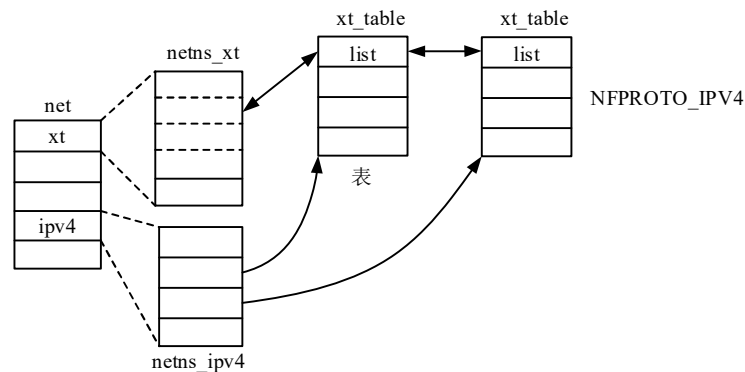 xt_table
xt_table
netns_xt
list
list
net
NFPROTO_IPV4
xt
表
ipv4
netns_ipv4